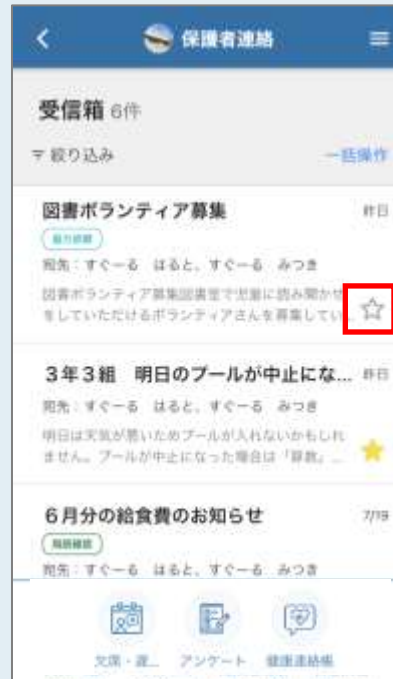 保護者連絡
受信箱 6件
絞り込み 一括操作
図書ボランティア募集 昨日
協力依頼
宛先：すぐーる はると、すぐーる みつき
図書ボランティア募集図書室で児童に読み聞かせ
をしていただけるボランティアさんを募集してい...
3年3組 明日のプールが中止にな... 昨日
宛先：すぐーる はると、すぐーる みつき
明日は天気が悪いためプールが入れないかもしれ
ません。プールが中止になった場合は「算数」...
6月分の給食費のお知らせ 7/19
宛先：すぐーる はると、すぐーる みつき
欠席・遅... アンケート 健康連絡帳